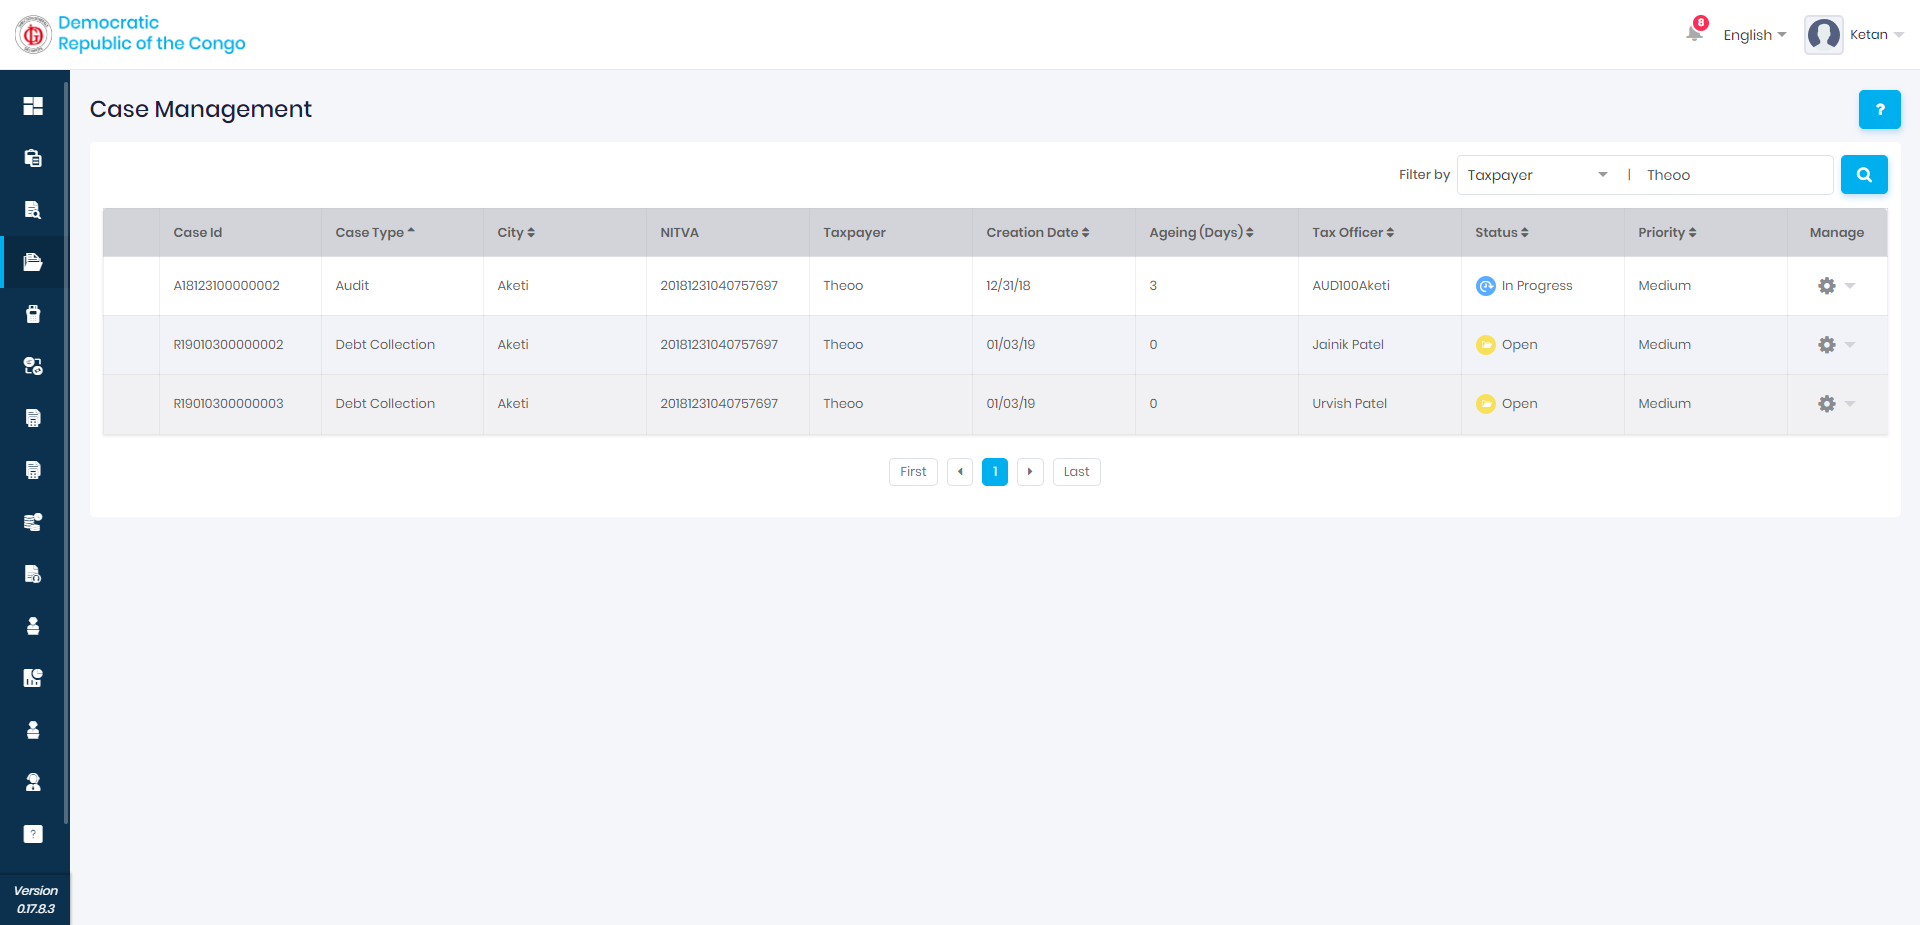 Democratic
Republic of the Congo
8
English
Ketan
Case Management
?
Filter by Taxpayer | Theoo
Case Id Case Type City NITVA Taxpayer Creation Date Ageing (Days) Tax Officer Status Priority Manage
A18123100000002 Audit Aketi 20181231040757697 Theoo 12/31/18 3 AUD100Aketi In Progress Medium
R19010300000002 Debt Collection Aketi 20181231040757697 Theoo 01/03/19 0 Jainik Patel Open Medium
R19010300000003 Debt Collection Aketi 20181231040757697 Theoo 01/03/19 0 Urvish Patel Open Medium
First 1 Last
?
Version
0.17.8.3